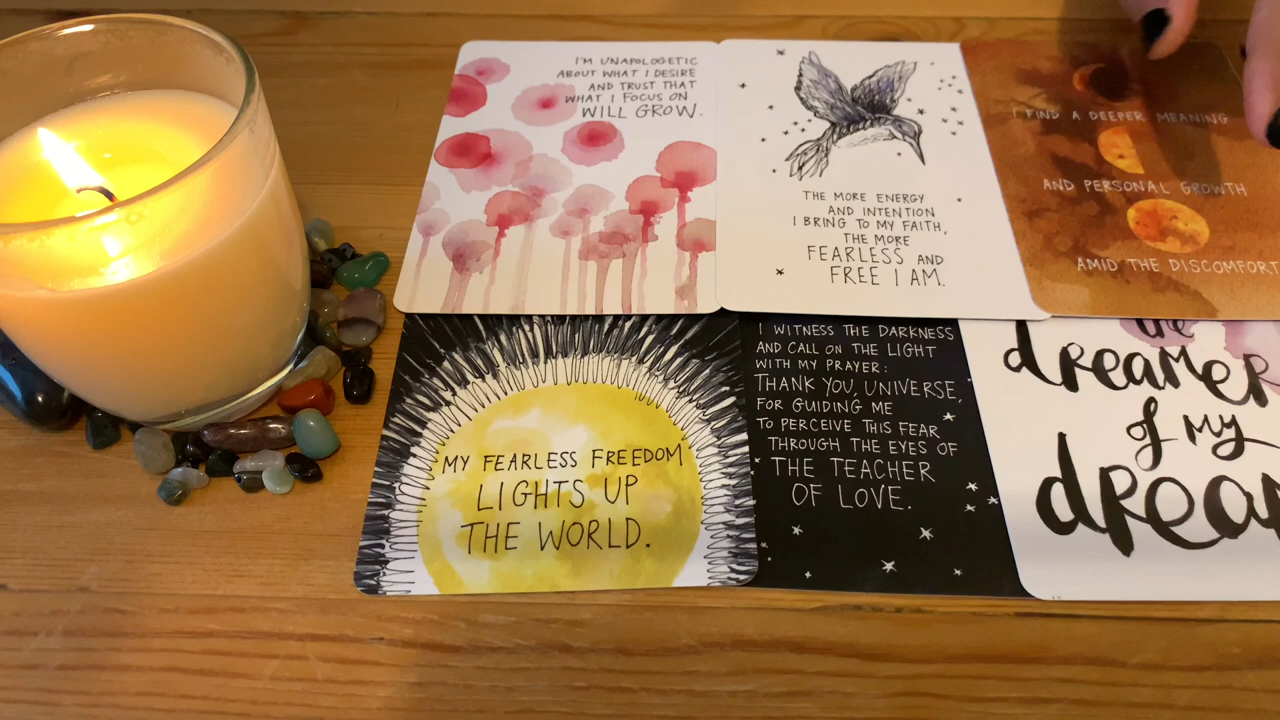 I'M UNAPOLOGETIC
ABOUT WHAT I DESIRE
AND TRUST THAT
WHAT I FOCUS ON
WILL GROW.
THE MORE ENERGY
AND INTENTION
I BRING TO MY FAITH,
THE MORE
FEARLESS AND
FREE I AM.
I FIND A DEEPER MEANING
AND PERSONAL GROWTH
AMID THE DISCOMFORT
MY FEARLESS FREEDOM
LIGHTS UP
THE WORLD.
I WITNESS THE DARKNESS
AND CALL ON THE LIGHT
WITH MY PRAYER:
THANK YOU, UNIVERSE,
FOR GUIDING ME
TO PERCEIVE THIS FEAR
THROUGH THE EYES OF
THE TEACHER
OF LOVE.
the
dreamer
of my